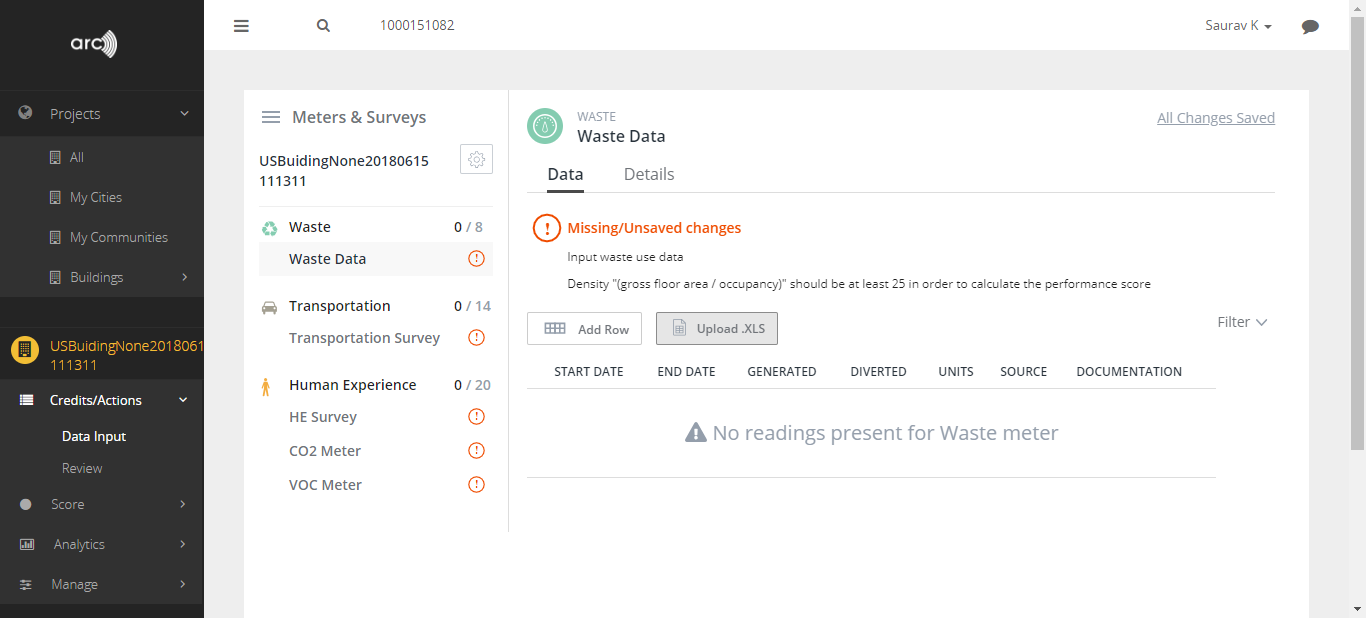 arc
Projects
All
My Cities
My Communities
Buildings
USBuidingNone2018061
111311
Credits/Actions
Data Input
Review
Score
Analytics
Manage
1000151082
Saurav K
Meters & Surveys
USBuidingNone20180615
111311
Waste 0 / 8
Waste Data
Transportation 0 / 14
Transportation Survey
Human Experience 0 / 20
HE Survey
CO2 Meter
VOC Meter
WASTE
Waste Data
All Changes Saved
Data Details
Missing/Unsaved changes
Input waste use data
Density "(gross floor area / occupancy)" should be at least 25 in order to calculate the performance score
Add Row Upload .XLS Filter
START DATE END DATE GENERATED DIVERTED UNITS SOURCE DOCUMENTATION
No readings present for Waste meter